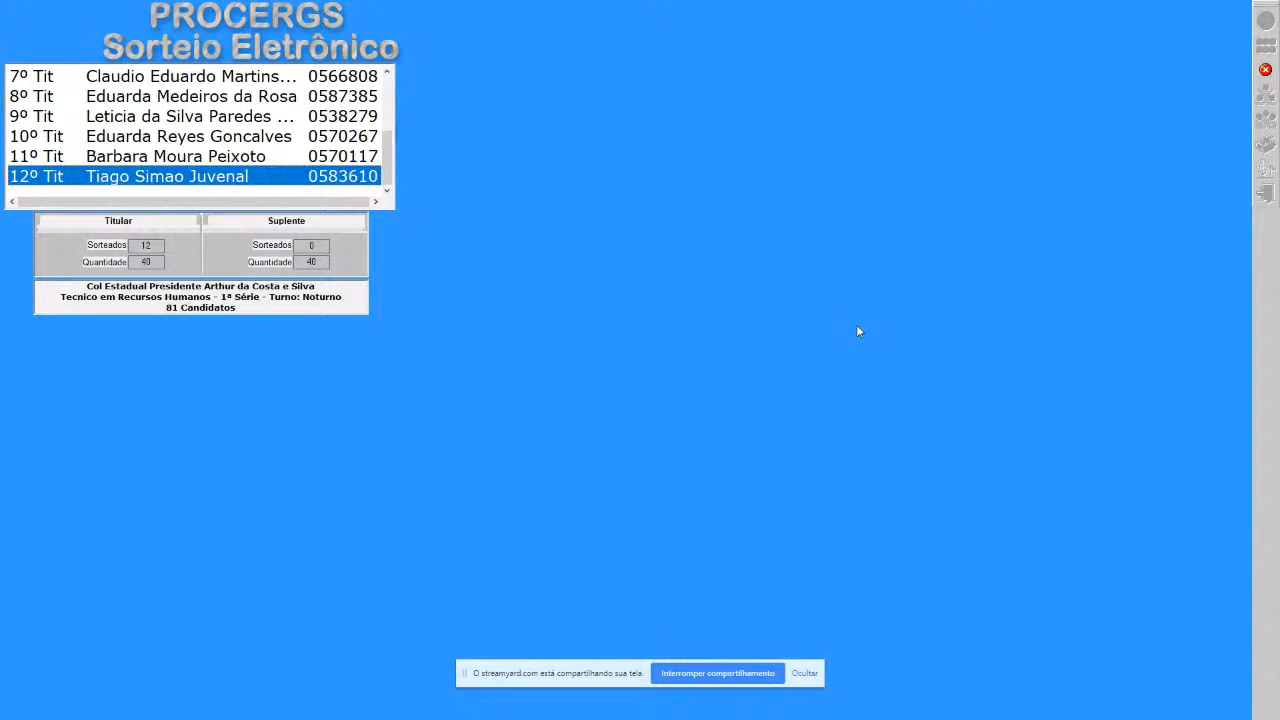 PROCERGS
Sorteio Eletrônico
7º Tit Claudio Eduardo Martins... 0566808
8º Tit Eduarda Medeiros da Rosa 0587385
9º Tit Leticia da Silva Paredes ... 0538279
10º Tit Eduarda Reyes Goncalves 0570267
11º Tit Barbara Moura Peixoto 0570117
12º Tit Tiago Simao Juvenal 0583610
Titular Suplente
Sorteados 12 Sorteados 0
Quantidade 40 Quantidade 40
Col Estadual Presidente Arthur da Costa e Silva
Tecnico em Recursos Humanos - 1ª Série - Turno: Noturno
81 Candidatos
O streamyard.com está compartilhando sua tela. Interromper compartilhamento Ocultar